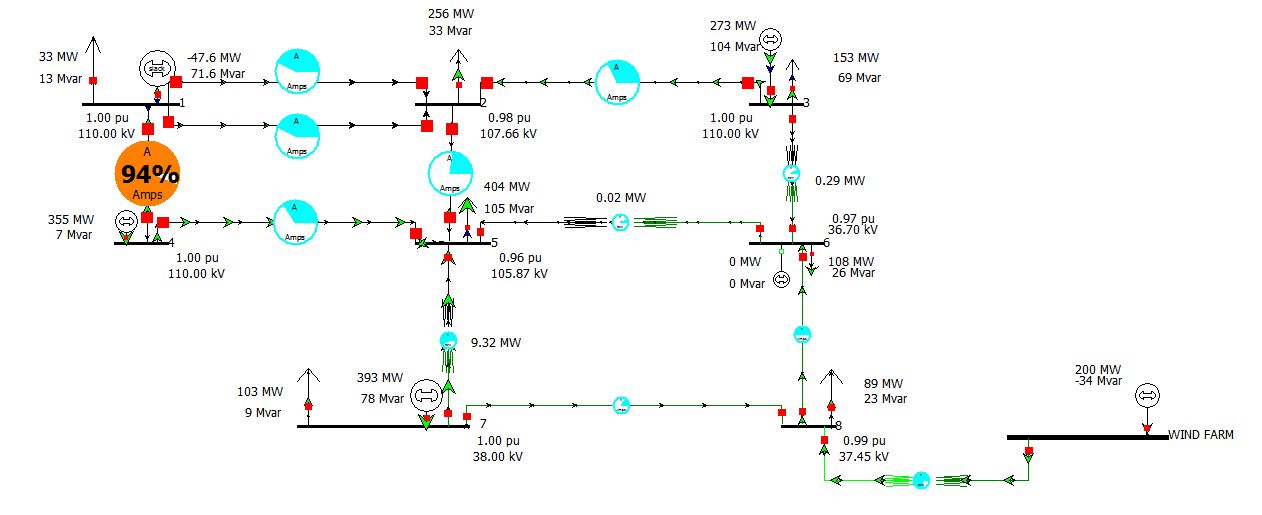 256 MW
33 Mvar
273 MW
104 Mvar
33 MW
13 Mvar
slack
-47.6 MW
71.6 Mvar
A
Amps
A
Amps
153 MW
69 Mvar
1
2
3
1.00 pu
110.00 kV
0.98 pu
107.66 kV
1.00 pu
110.00 kV
A
Amps
A
94%
Amps
A
Amps
0.29 MW
404 MW
105 Mvar
0.02 MW
355 MW
7 Mvar
A
Amps
0.97 pu
36.70 kV
4
5
6
1.00 pu
110.00 kV
0.96 pu
105.87 kV
0 MW
0 Mvar
108 MW
26 Mvar
9.32 MW
103 MW
9 Mvar
393 MW
78 Mvar
89 MW
23 Mvar
200 MW
-34 Mvar
7
8
1.00 pu
38.00 kV
0.99 pu
37.45 kV
WIND FARM